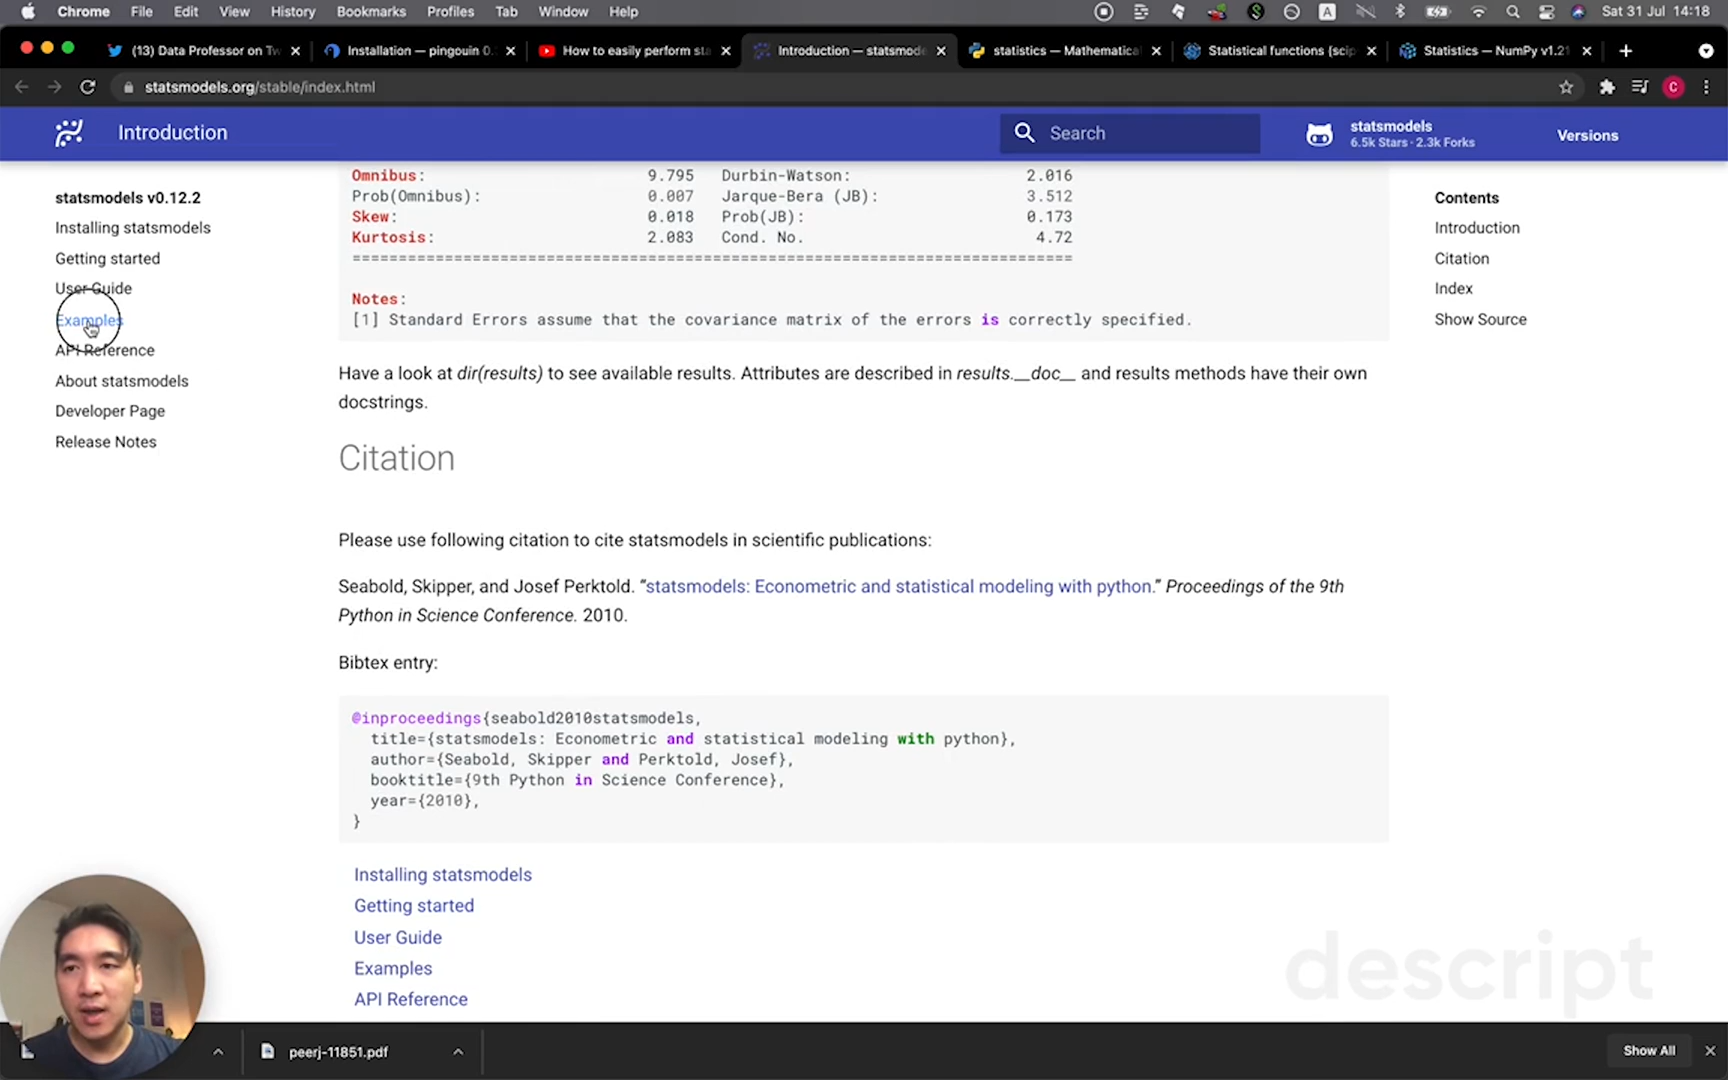 Chrome File Edit View History Bookmarks Profiles Tab Window Help
A
Sat 31 Jul 14:18
(13) Data Professor on Tw
Installation — pingouin 0.
How to easily perform sta
Introduction — statsmode
statistics — Mathematica
Statistical functions (scip
Statistics — NumPy v1.21
statsmodels.org/stable/index.html
C
Introduction
Search
statsmodels
6.5k Stars · 2.3k Forks
Versions
statsmodels v0.12.2
Installing statsmodels
Getting started
User Guide
Examples
API Reference
About statsmodels
Developer Page
Release Notes
Omnibus: 9.795 Durbin-Watson: 2.016
Prob(Omnibus): 0.007 Jarque-Bera (JB): 3.512
Skew: 0.018 Prob(JB): 0.173
Kurtosis: 2.083 Cond. No. 4.72
==============================================================================
Notes:
[1] Standard Errors assume that the covariance matrix of the errors is correctly specified.
Have a look at dir(results) to see available results. Attributes are described in results.__doc__ and results methods have their own
docstrings.
Citation
Please use following citation to cite statsmodels in scientific publications:
Seabold, Skipper, and Josef Perktold. “statsmodels: Econometric and statistical modeling with python.” Proceedings of the 9th
Python in Science Conference. 2010.
Bibtex entry:
@inproceedings{seabold2010statsmodels,
title={statsmodels: Econometric and statistical modeling with python},
author={Seabold, Skipper and Perktold, Josef},
booktitle={9th Python in Science Conference},
year={2010},
}
Installing statsmodels
Getting started
User Guide
Examples
API Reference
Contents
Introduction
Citation
Index
Show Source
descript
peerj-11851.pdf
Show All